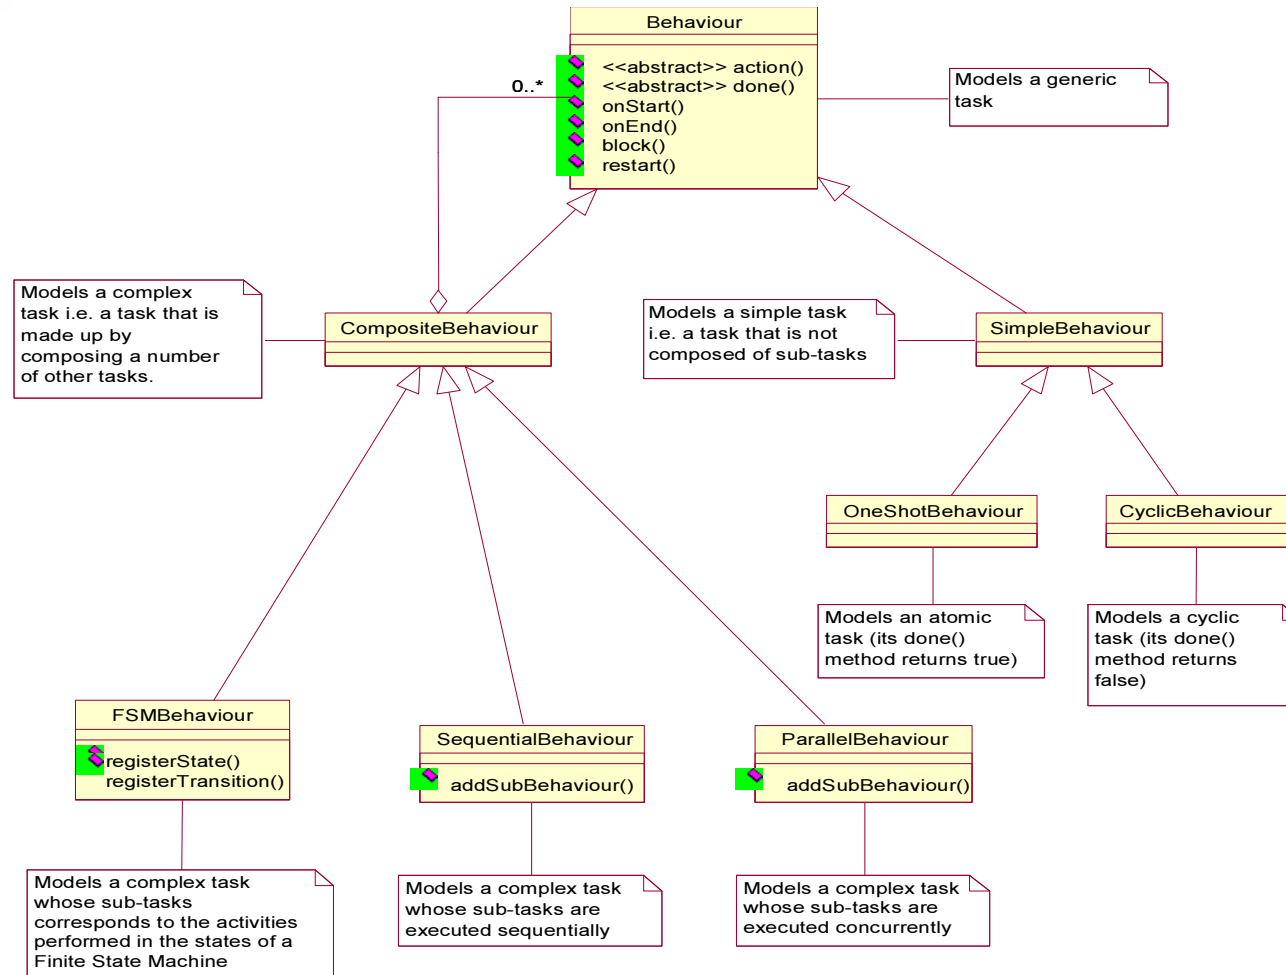 Behaviour
<<abstract>> action()
<<abstract>> done()
onStart()
onEnd()
block()
restart()
0..*
Models a generic
task
Models a complex
task i.e. a task that is
made up by
composing a number
of other tasks.
CompositeBehaviour
Models a simple task
i.e. a task that is not
composed of sub-tasks
SimpleBehaviour
OneShotBehaviour
CyclicBehaviour
Models an atomic
task (its done()
method returns true)
Models a cyclic
task (its done()
method returns
false)
FSMBehaviour
registerState()
registerTransition()
SequentialBehaviour
addSubBehaviour()
ParallelBehaviour
addSubBehaviour()
Models a complex task
whose sub-tasks
corresponds to the activities
performed in the states of a
Finite State Machine
Models a complex task
whose sub-tasks are
executed sequentially
Models a complex task
whose sub-tasks are
executed concurrently